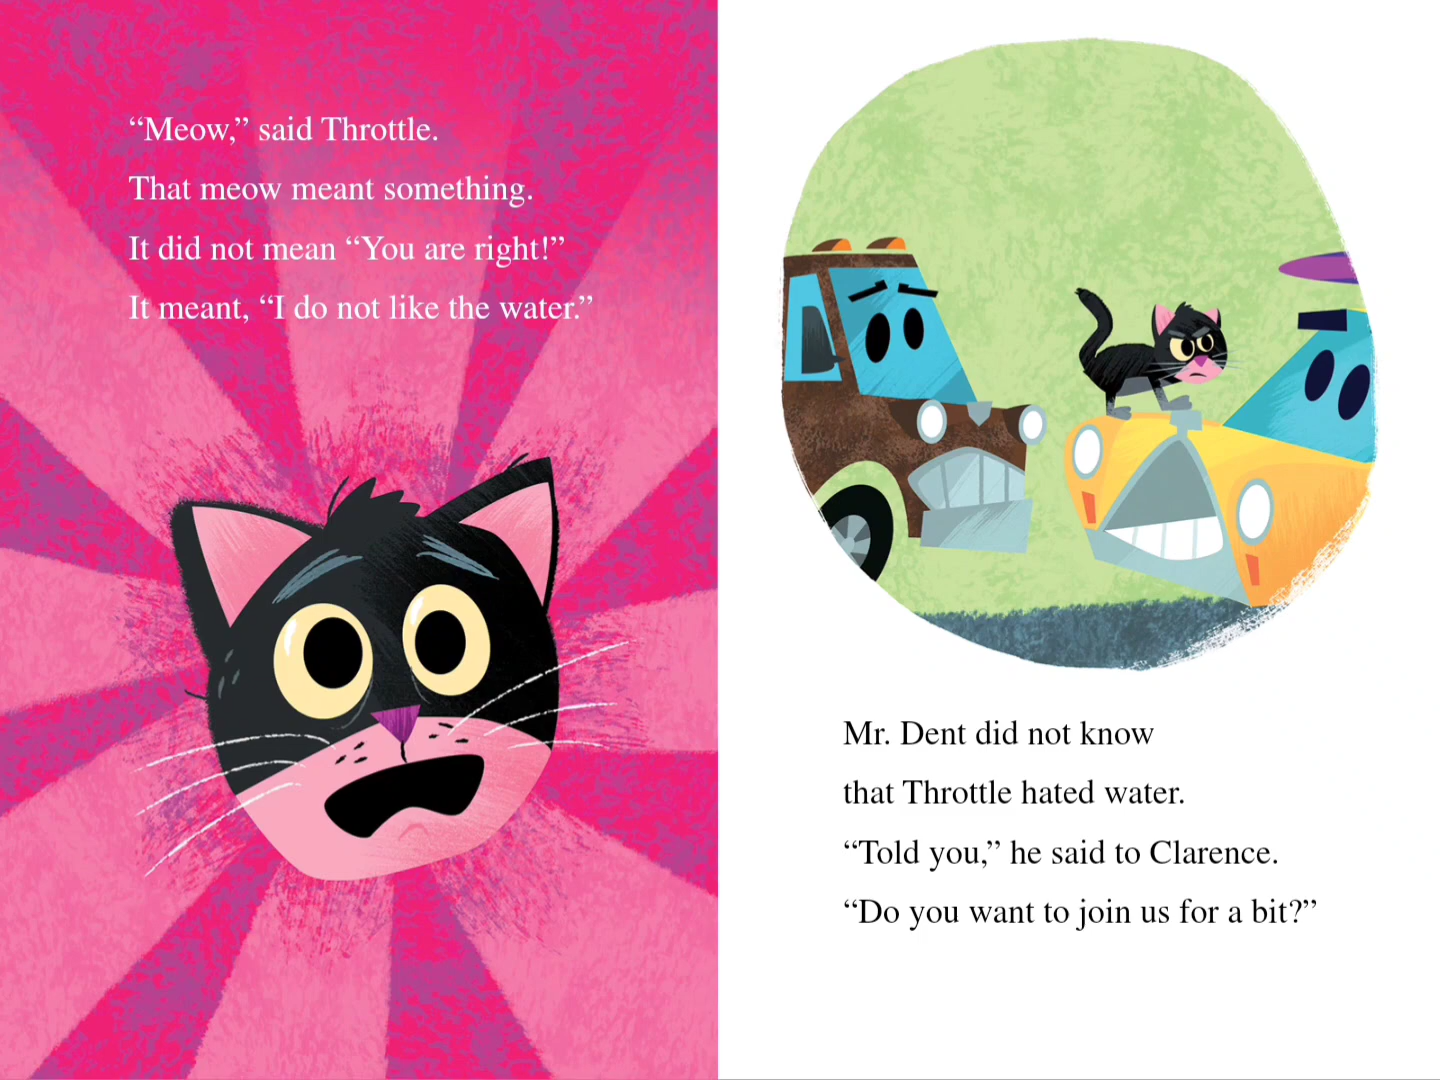 “Meow,” said Throttle.
That meow meant something.
It did not mean “You are right!”
It meant, “I do not like the water.”
Mr. Dent did not know
that Throttle hated water.
“Told you,” he said to Clarence.
“Do you want to join us for a bit?”